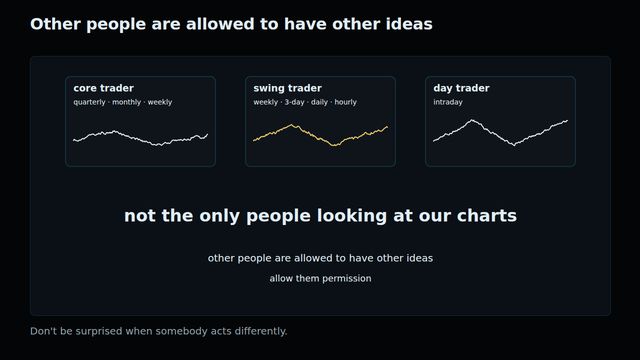 Other people are allowed to have other ideas
core trader
quarterly · monthly · weekly
swing trader
weekly · 3-day · daily · hourly
day trader
intraday
not the only people looking at our charts
other people are allowed to have other ideas
allow them permission
Don't be surprised when somebody acts differently.